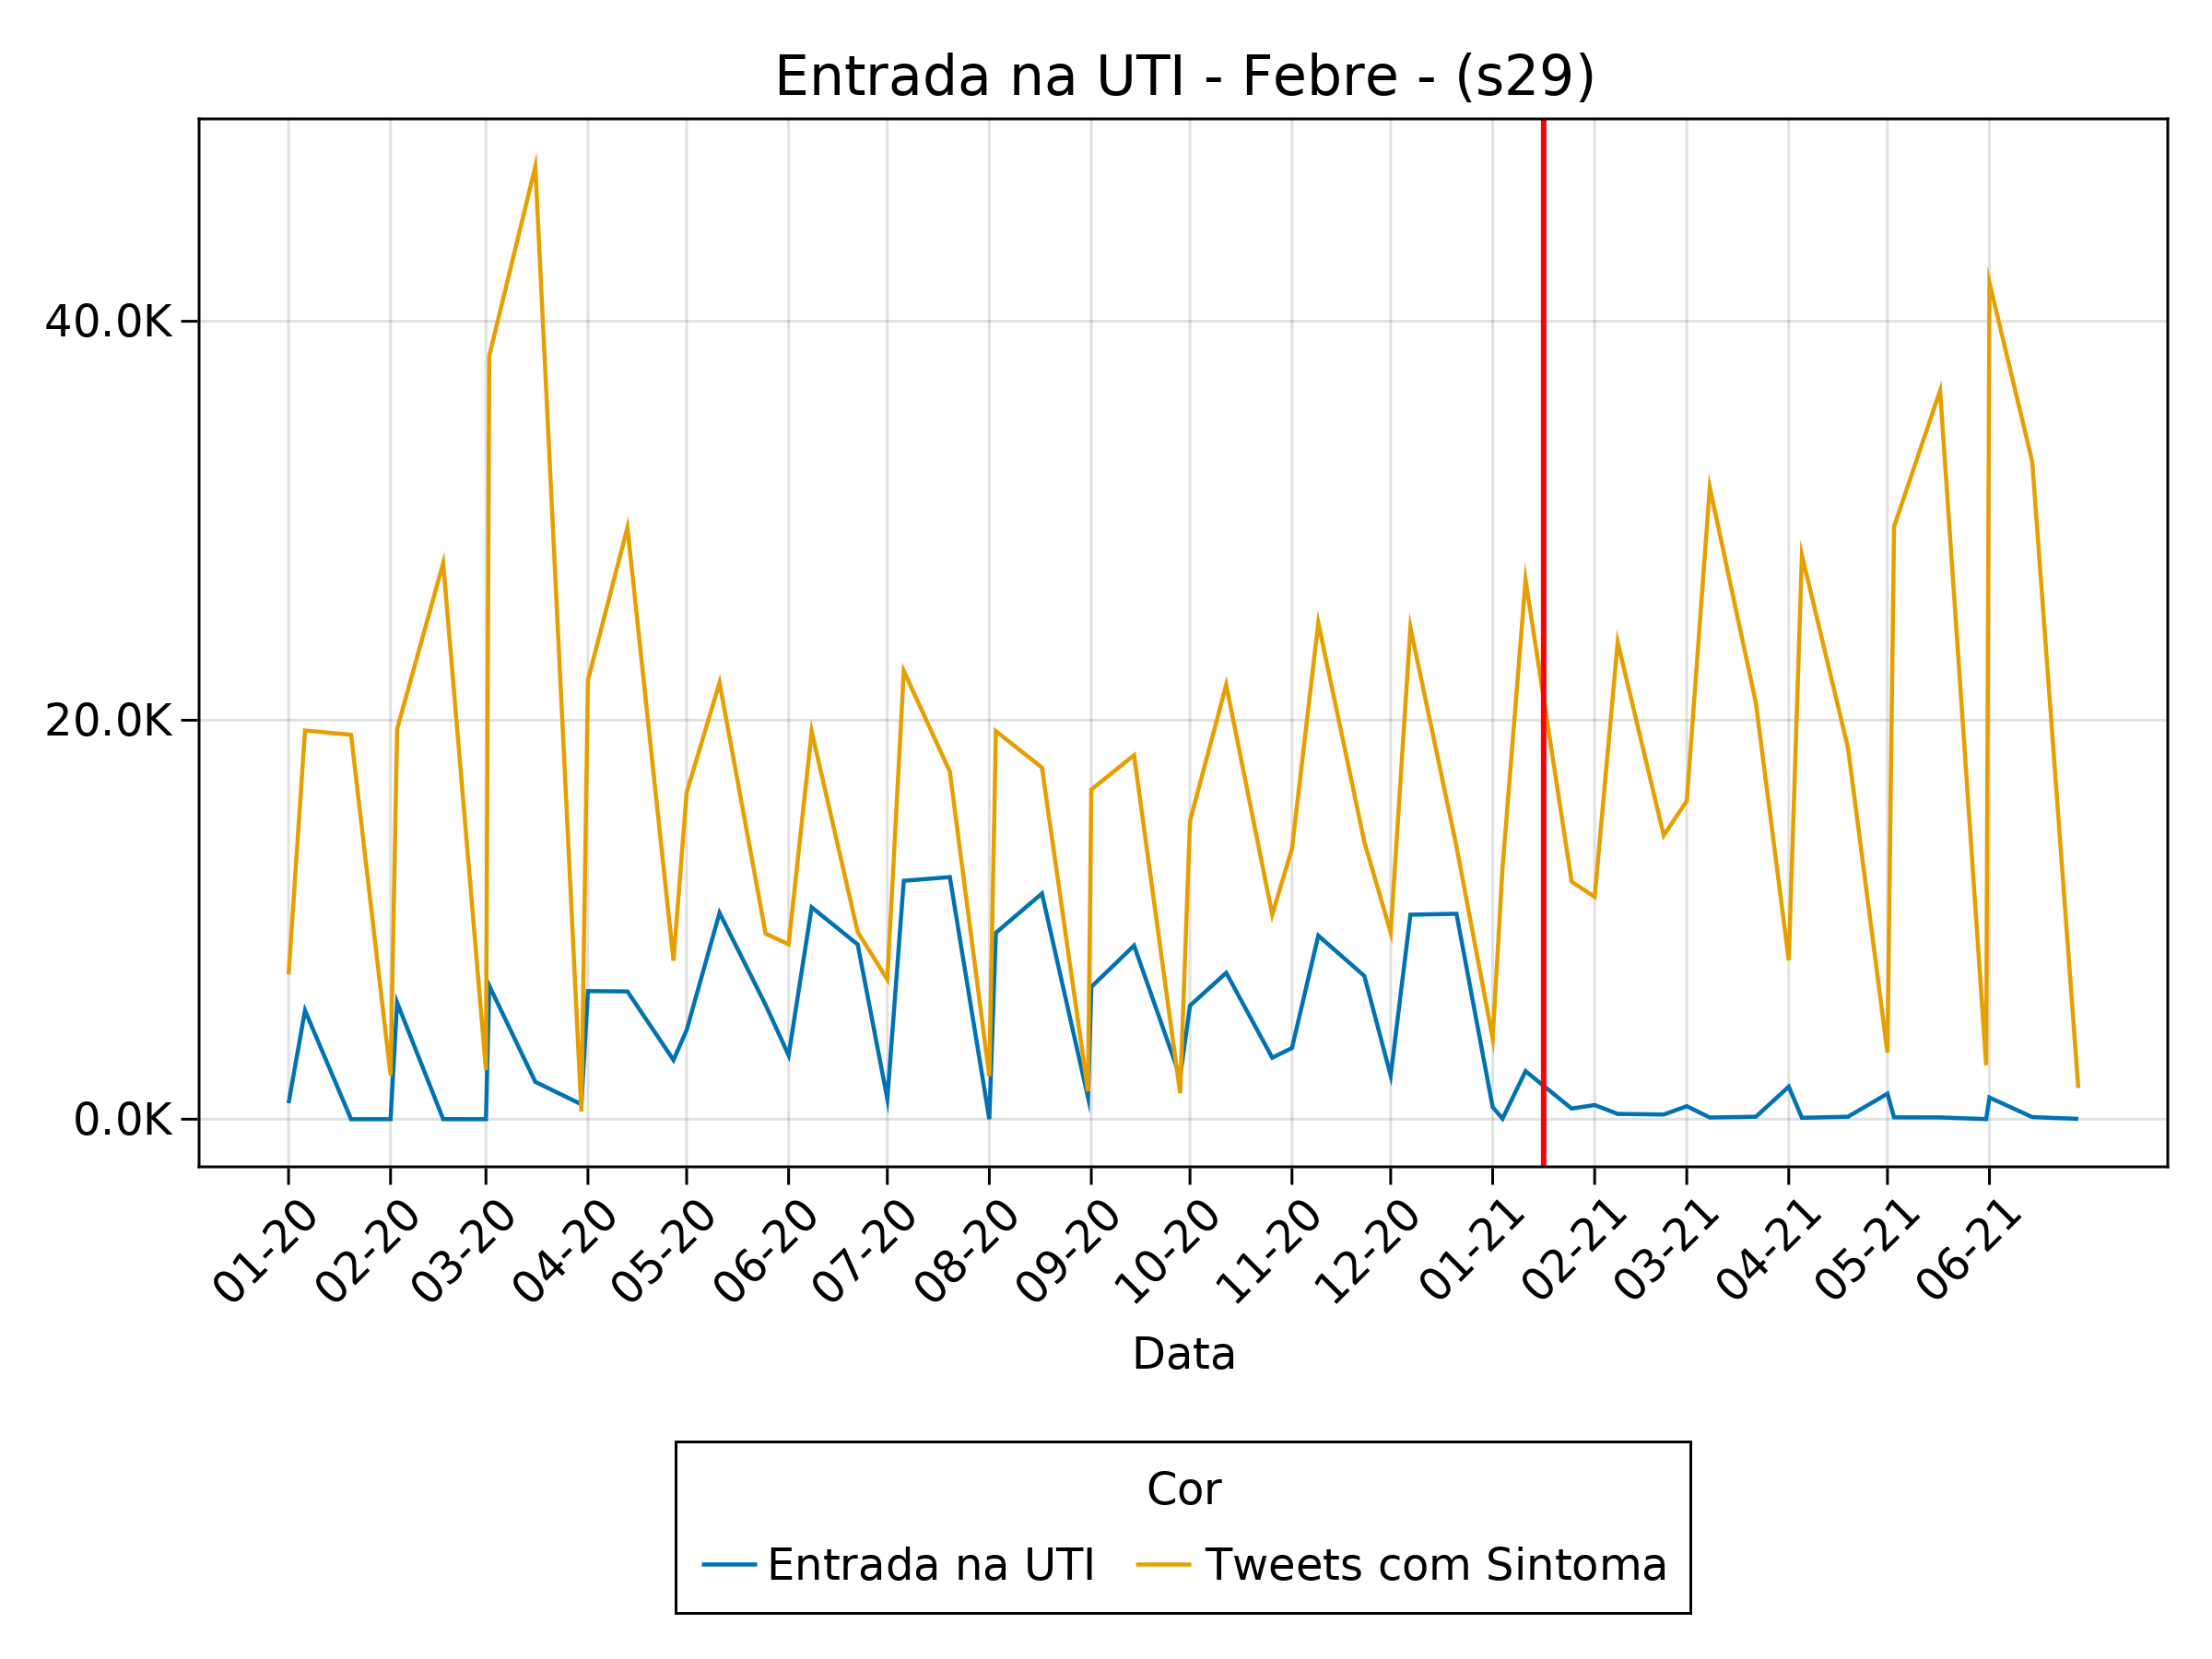 Entrada na UTI - Febre - (s29)
40.0K
20.0K
0.0K
01-20 02-20 03-20 04-20 05-20 06-20 07-20 08-20 09-20 10-20 11-20 12-20 01-21 02-21 03-21 04-21 05-21 06-21
Data
Cor
Entrada na UTI Tweets com Sintoma